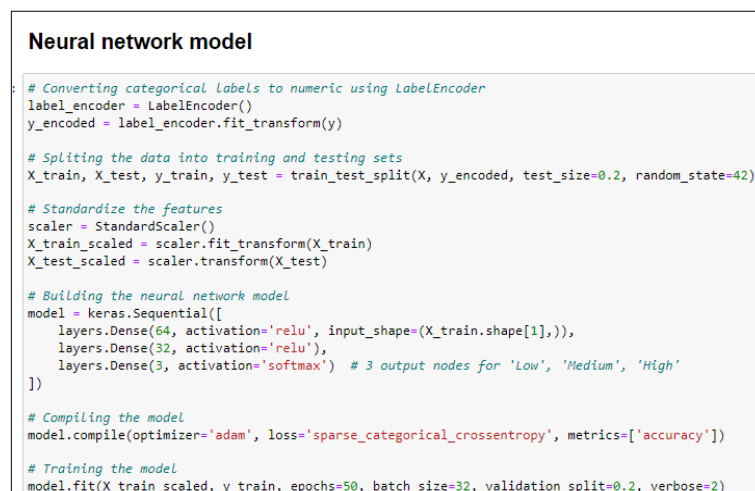 Neural network model
: # Converting categorical labels to numeric using LabelEncoder
label_encoder = LabelEncoder()
y_encoded = label_encoder.fit_transform(y)
# Spliting the data into training and testing sets
X_train, X_test, y_train, y_test = train_test_split(X, y_encoded, test_size=0.2, random_state=42)
# Standardize the features
scaler = StandardScaler()
X_train_scaled = scaler.fit_transform(X_train)
X_test_scaled = scaler.transform(X_test)
# Building the neural network model
model = keras.Sequential([
    layers.Dense(64, activation='relu', input_shape=(X_train.shape[1],)),
    layers.Dense(32, activation='relu'),
    layers.Dense(3, activation='softmax')  # 3 output nodes for 'Low', 'Medium', 'High'
])
# Compiling the model
model.compile(optimizer='adam', loss='sparse_categorical_crossentropy', metrics=['accuracy'])
# Training the model
model.fit(X_train_scaled, y_train, epochs=50, batch_size=32, validation_split=0.2, verbose=2)